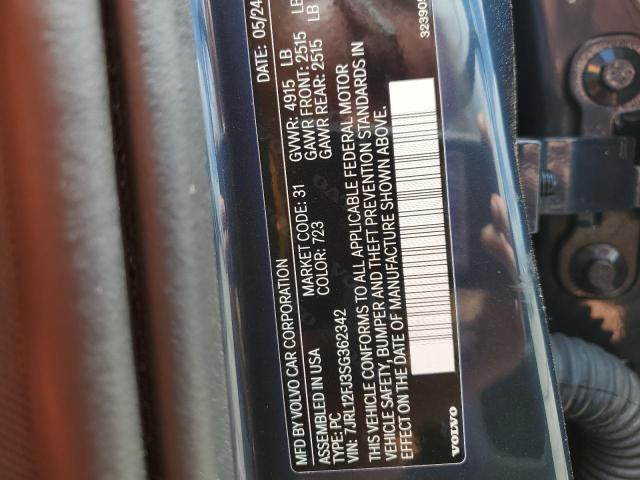 MFD BY VOLVO CAR CORPORATION DATE: 05/24
ASSEMBLED IN USA MARKET CODE: 31 GVWR: 4915 LB
TYPE: PC COLOR: 723 GAWR FRONT: 2515 LB
GAWR REAR: 2515 LB
VIN: 7JRL12FJ3SG362342
THIS VEHICLE CONFORMS TO ALL APPLICABLE FEDERAL MOTOR
VEHICLE SAFETY, BUMPER AND THEFT PREVENTION STANDARDS IN
EFFECT ON THE DATE OF MANUFACTURE SHOWN ABOVE.
VOLVO